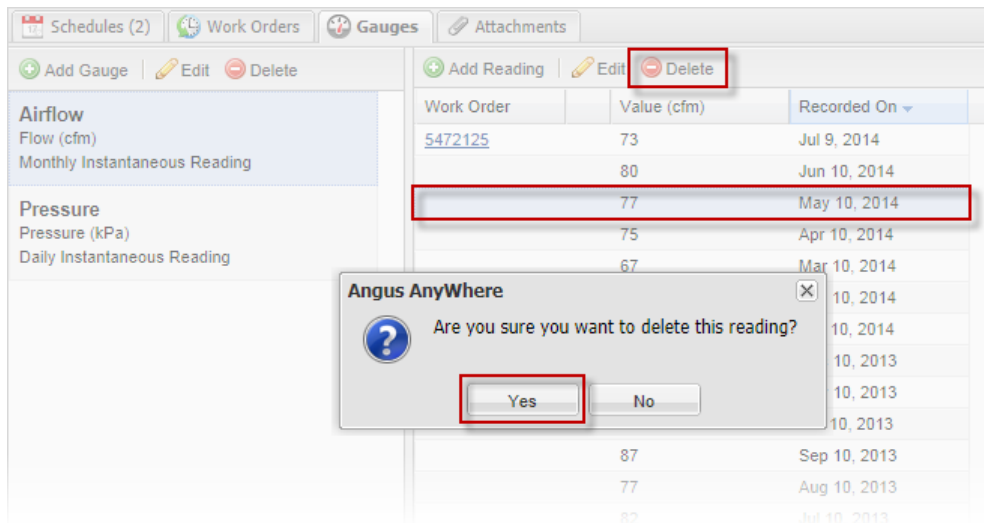 Schedules (2) Work Orders Gauges Attachments
Add Gauge Edit Delete
Add Reading Edit Delete
Airflow
Flow (cfm)
Monthly Instantaneous Reading
Pressure
Pressure (kPa)
Daily Instantaneous Reading
Work Order Value (cfm) Recorded On
5472125 73 Jul 9, 2014
80 Jun 10, 2014
77 May 10, 2014
75 Apr 10, 2014
67 Mar 10, 2014
10, 2014
10, 2014
10, 2013
10, 2013
10, 2013
87 Sep 10, 2013
77 Aug 10, 2013
82 Jul 10, 2013
Angus AnyWhere
Are you sure you want to delete this reading?
Yes No